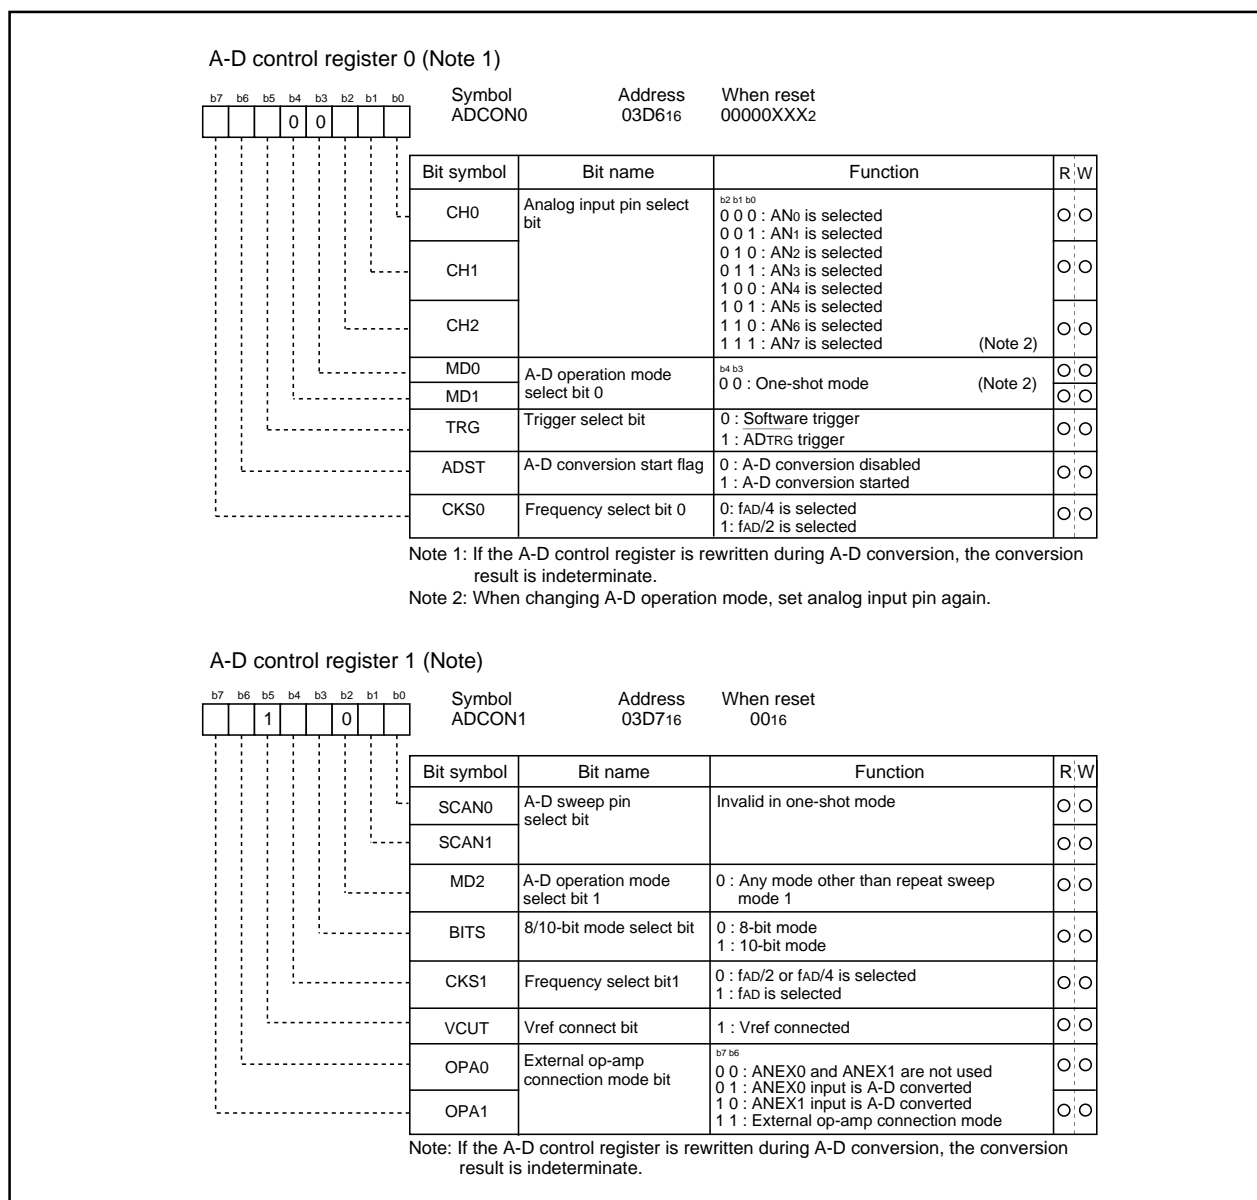 A-D control register 0 (Note 1)
b7 b6 b5 b4 b3 b2 b1 b0
0 0
Symbol Address When reset
ADCON0 03D616 00000XXX2
Bit symbol Bit name Function R W
CH0 Analog input pin select bit
b2 b1 b0
0 0 0 : AN0 is selected
0 0 1 : AN1 is selected
CH1
0 1 0 : AN2 is selected
0 1 1 : AN3 is selected
1 0 0 : AN4 is selected
CH2
1 0 1 : AN5 is selected
1 1 0 : AN6 is selected
1 1 1 : AN7 is selected (Note 2)
MD0
MD1
A-D operation mode
select bit 0
b4 b3
0 0 : One-shot mode (Note 2)
TRG Trigger select bit
0 : Software trigger
1 : ADTRG trigger
ADST A-D conversion start flag
0 : A-D conversion disabled
1 : A-D conversion started
CKS0 Frequency select bit 0
0: fAD/4 is selected
1: fAD/2 is selected
Note 1: If the A-D control register is rewritten during A-D conversion, the conversion
result is indeterminate.
Note 2: When changing A-D operation mode, set analog input pin again.
A-D control register 1 (Note)
b7 b6 b5 b4 b3 b2 b1 b0
1 0
Symbol Address When reset
ADCON1 03D716 0016
Bit symbol Bit name Function R W
SCAN0
SCAN1
A-D sweep pin
select bit
Invalid in one-shot mode
MD2
A-D operation mode
select bit 1
0 : Any mode other than repeat sweep
mode 1
BITS 8/10-bit mode select bit
0 : 8-bit mode
1 : 10-bit mode
CKS1 Frequency select bit1
0 : fAD/2 or fAD/4 is selected
1 : fAD is selected
VCUT Vref connect bit 1 : Vref connected
OPA0
OPA1
External op-amp
connection mode bit
b7 b6
0 0 : ANEX0 and ANEX1 are not used
0 1 : ANEX0 input is A-D converted
1 0 : ANEX1 input is A-D converted
1 1 : External op-amp connection mode
Note: If the A-D control register is rewritten during A-D conversion, the conversion
result is indeterminate.